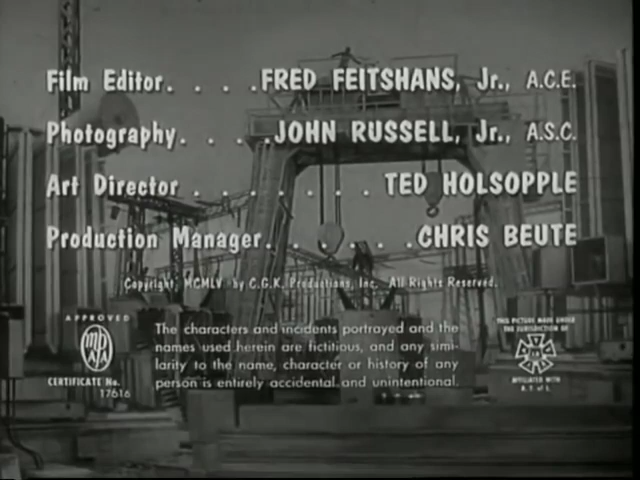 Film Editor. . . . .FRED FEITSHANS, Jr., A.C.E.
Photography. . . . .JOHN RUSSELL, Jr., A.S.C.
Art Director . . . . . . . TED HOLSOPPLE
Production Manager. . . . . . .CHRIS BEUTE
Copyright, MCMLV by C.G.K. Productions, Inc. All Rights Reserved.
APPROVED
MPAA
CERTIFICATE No.
17616
The characters and incidents portrayed and the
names used herein are fictitious, and any simi-
larity to the name, character or history of any
person is entirely accidental and unintentional.
THIS PICTURE MADE UNDER
THE JURISDICTION OF
AFFILIATED WITH
A. F. of L.